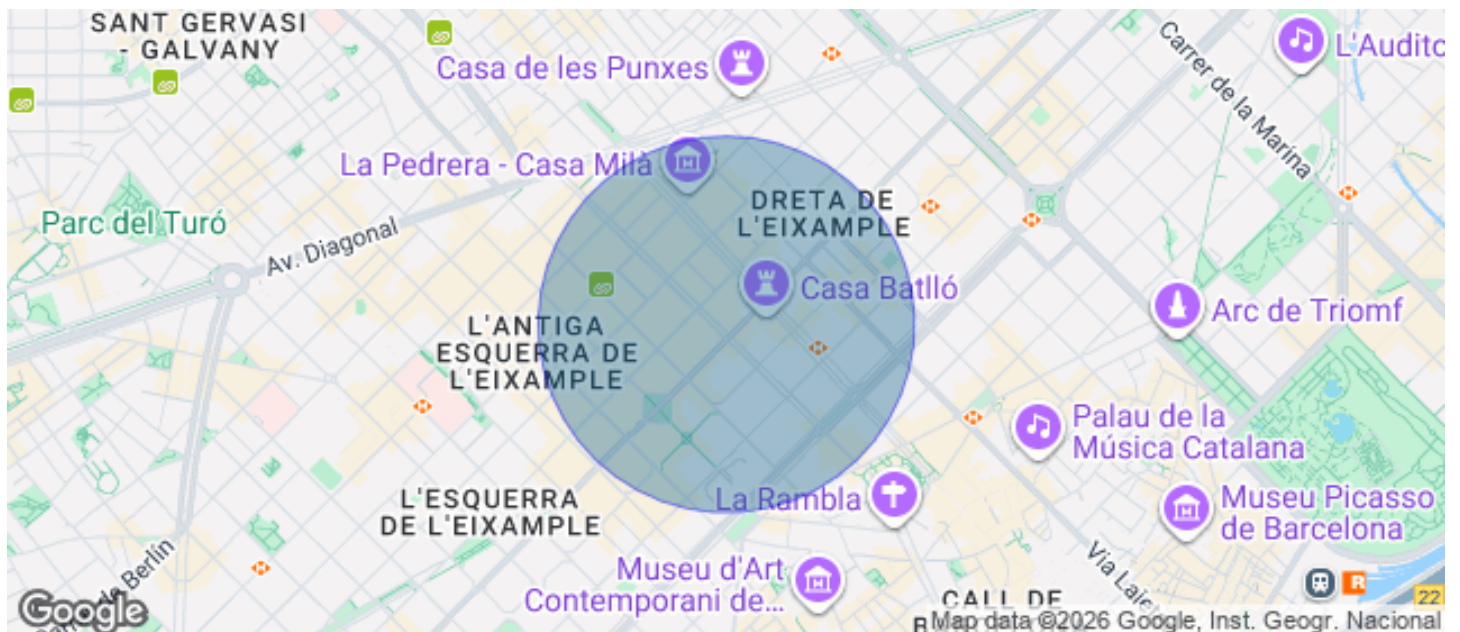 SANT GERVASI
- GALVANY
Casa de les Punxes
L'Audito
Carrer de la Marina
La Pedrera - Casa Milà
DRETA DE
L'EIXAMPLE
Parc del Turó
Av. Diagonal
Casa Batlló
Arc de Triomf
L'ANTIGA
ESQUERRA DE
L'EIXAMPLE
Palau de la
Música Catalana
L'ESQUERRA
DE L'EIXAMPLE
La Rambla
Museu Picasso
de Barcelona
de Berlín
Museu d'Art
Contemporani de...
Via Laie
R
22
CALL DE
Google
Map data ©2026 Google, Inst. Geogr. Nacional